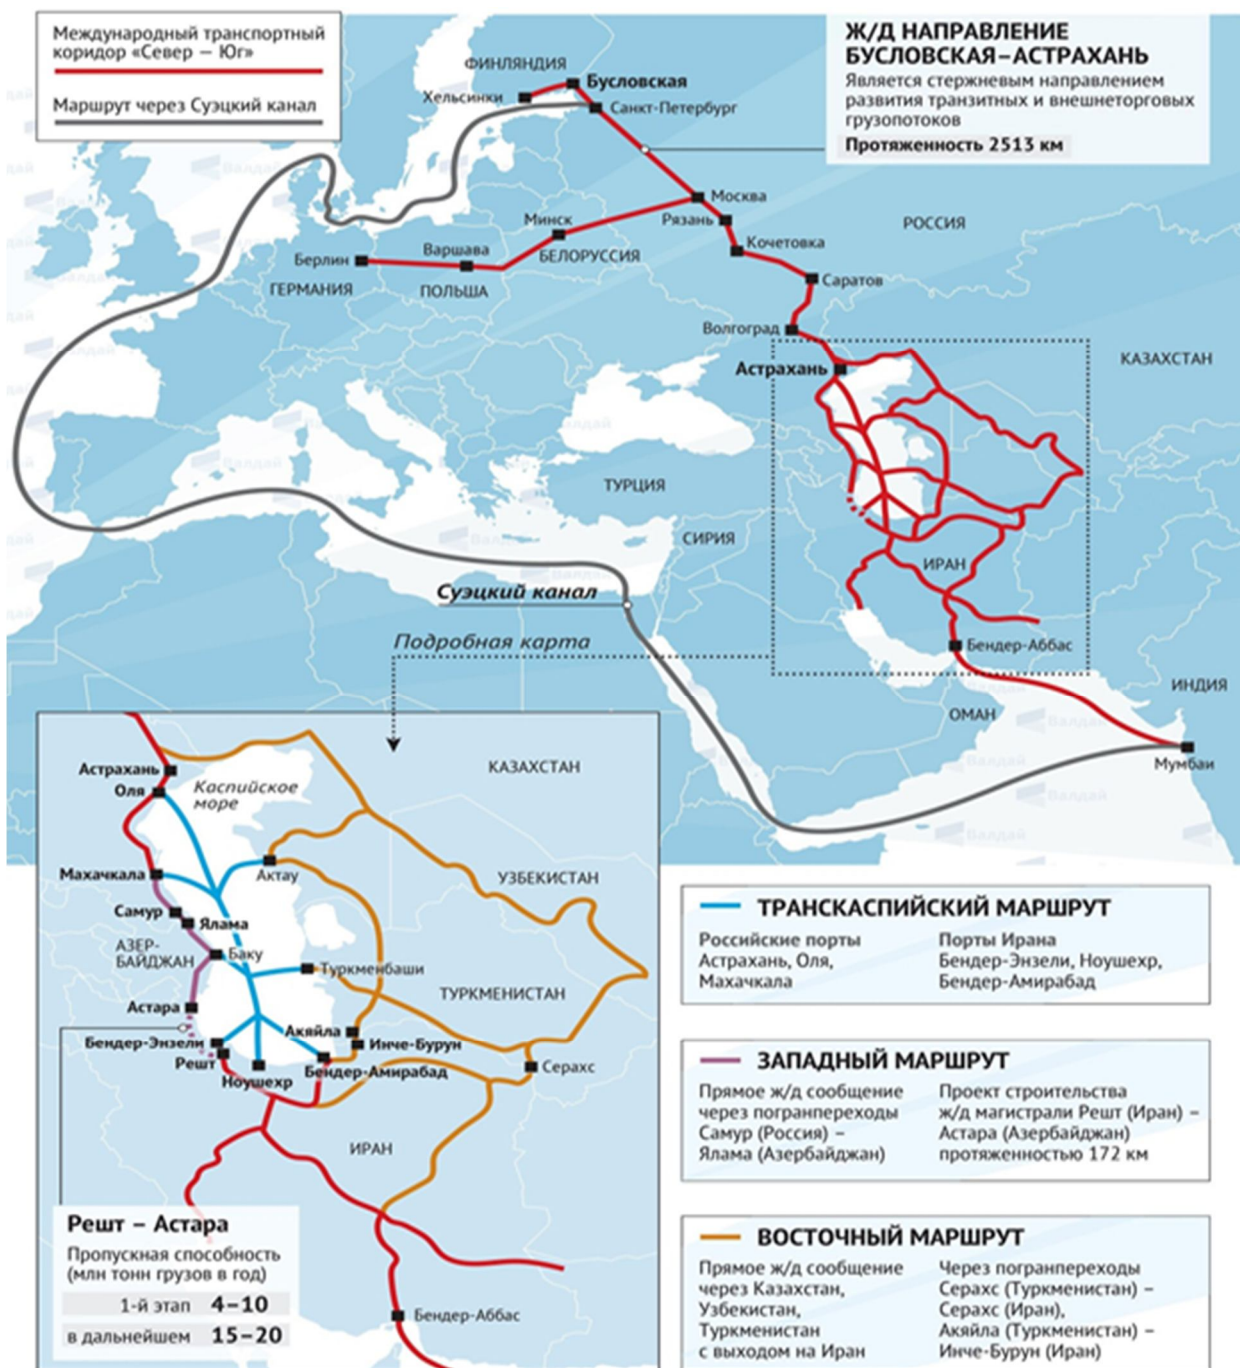 Международный транспортный
коридор «Север — Юг»
Маршрут через Суэцкий канал
Ж/Д НАПРАВЛЕНИЕ
БУСЛОВСКАЯ–АСТРАХАНЬ
Является стержневым направлением
развития транзитных и внешнеторговых
грузопотоков
Протяженность 2513 км
ФИНЛЯНДИЯ
Бусловская
Хельсинки
Санкт-Петербург
Москва
Рязань
РОССИЯ
Минск
Кочетовка
Варшава
БЕЛОРУССИЯ
Берлин
Саратов
ГЕРМАНИЯ
ПОЛЬША
Волгоград
КАЗАХСТАН
Астрахань
Валдай
ТУРЦИЯ
СИРИЯ
ИРАН
Суэцкий канал
Подробная карта
Бендер-Аббас
ИНДИЯ
ОМАН
Валдай
Мумбаи
Валдай
Валдай
КАЗАХСТАН
Астрахань
Оля
Каспийское
море
Махачкала
Актау
УЗБЕКИСТАН
Самур
Ялама
АЗЕР-
БАЙДЖАН
Баку
Туркменбаши
ТУРКМЕНИСТАН
Астара
Акяйла
Бендер-Энзели
Инче-Бурун
Решт
Серахс
Ноушехр
Бендер-Амирабад
ИРАН
Решт – Астара
Пропускная способность
(млн тонн грузов в год)
1-й этап 4–10
в дальнейшем 15–20
Бендер-Аббас
ТРАНСКАСПИЙСКИЙ МАРШРУТ
Российские порты
Астрахань, Оля,
Махачкала
Порты Ирана
Бендер-Энзели, Ноушехр,
Бендер-Амирабад
ЗАПАДНЫЙ МАРШРУТ
Прямое ж/д сообщение
через погранпереходы
Самур (Россия) –
Ялама (Азербайджан)
Проект строительства
ж/д магистрали Решт (Иран) –
Астара (Азербайджан)
протяженностью 172 км
ВОСТОЧНЫЙ МАРШРУТ
Прямое ж/д сообщение
через Казахстан,
Узбекистан,
Туркменистан
с выходом на Иран
Через погранпереходы
Серахс (Туркменистан) –
Серахс (Иран),
Акяйла (Туркменистан) –
Инче-Бурун (Иран)